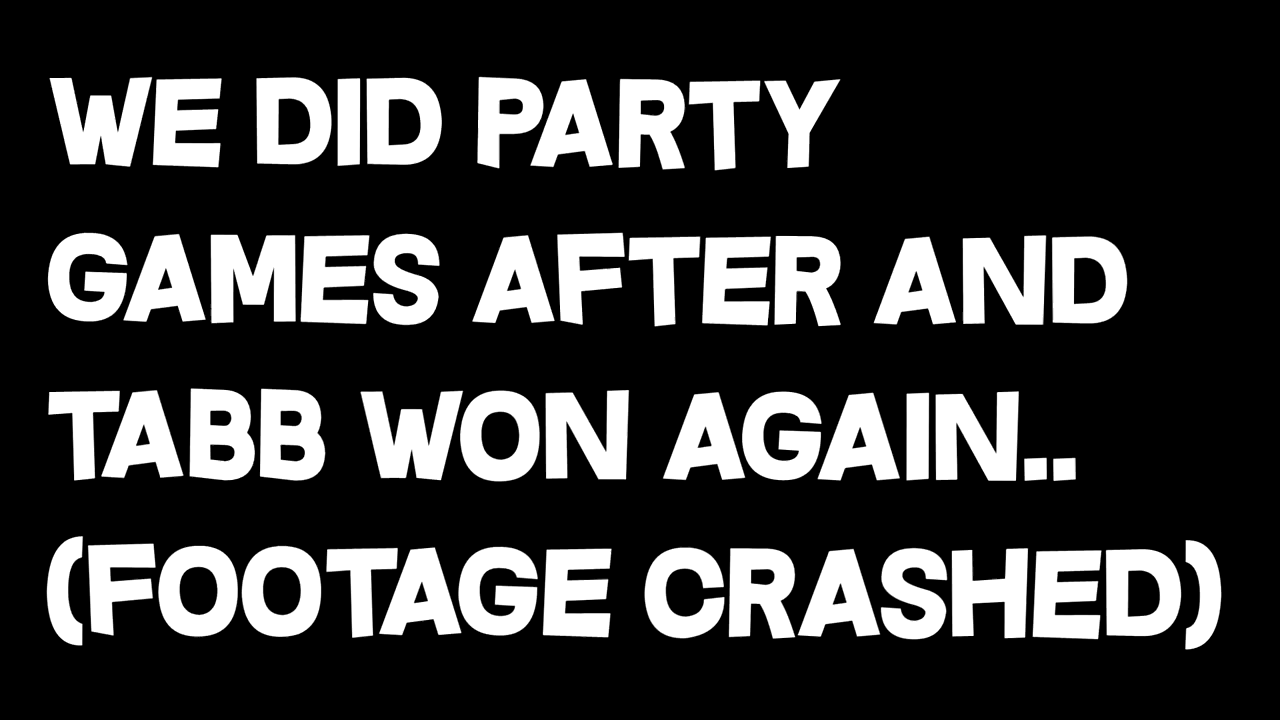 WE DID PARTY
GAMES AFTER AND
TABB WON AGAIN..
(FOOTAGE CRASHED)